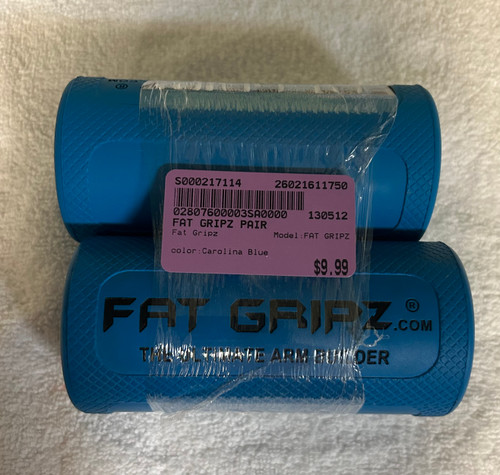 S000217114 26021611750
02807600003SA0000 130512
FAT GRIPZ PAIR
Fat Gripz Model:FAT GRIPZ
color:Carolina Blue
$9.99
FAT GRIPZ®.COM
THE ULTIMATE ARM BUILDER